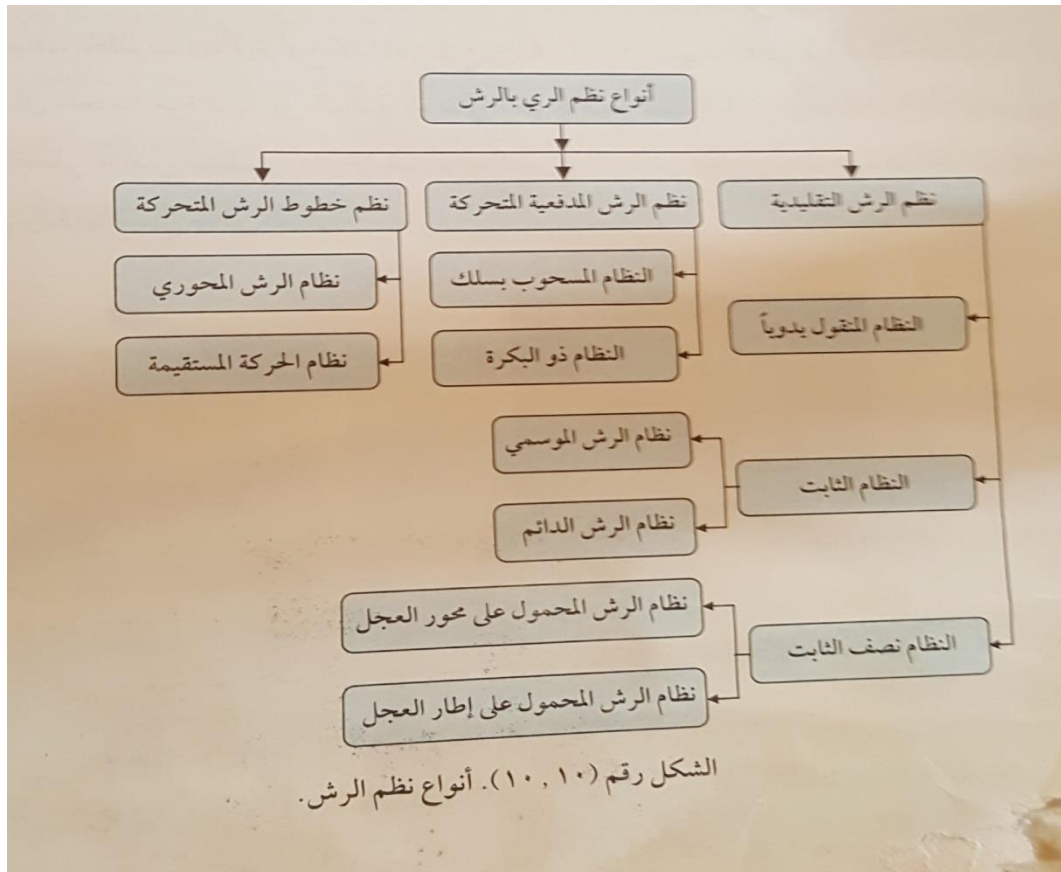 أنواع نظم الري بالرش
نظم الرش التقليدية
نظم الرش المدفعية المتحركة
نظم خطوط الرش المتحركة
النظام المنقول يدوياً
النظام المسحوب بسلك
نظام الرش المحوري
النظام ذو البكرة
نظام الحركة المستقيمة
النظام الثابت
نظام الرش الموسمي
نظام الرش الدائم
النظام نصف الثابت
نظام الرش المحمول على محور العجل
نظام الرش المحمول على إطار العجل
الشكل رقم (١٠,١٠). أنواع نظم الرش.